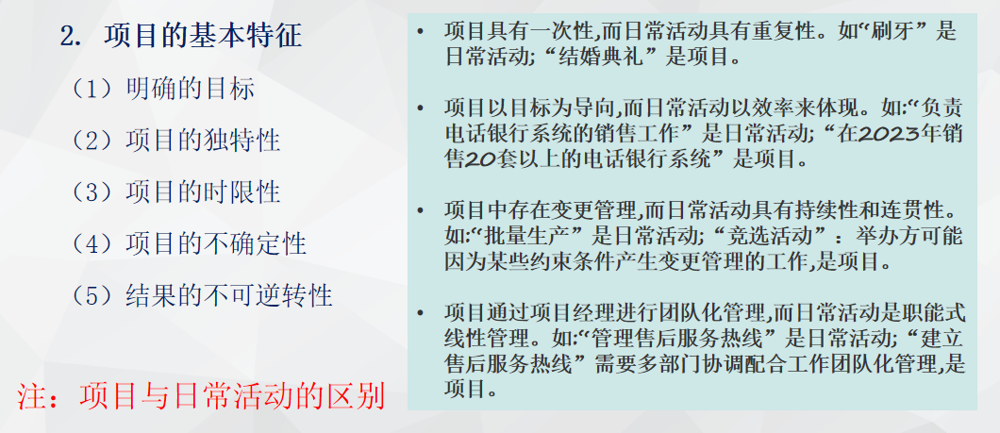 2. 项目的基本特征
（1）明确的目标
（2）项目的独特性
（3）项目的时限性
（4）项目的不确定性
（5）结果的不可逆转性
注：项目与日常活动的区别
• 项目具有一次性,而日常活动具有重复性。如“刷牙”是
日常活动;“结婚典礼”是项目。
• 项目以目标为导向,而日常活动以效率来体现。如:“负责
电话银行系统的销售工作”是日常活动;“在2023年销
售20套以上的电话银行系统”是项目。
• 项目中存在变更管理,而日常活动具有持续性和连贯性。
如:“批量生产”是日常活动;“竞选活动”：举办方可能
因为某些约束条件产生变更管理的工作,是项目。
• 项目通过项目经理进行团队化管理,而日常活动是职能式
线性管理。如:“管理售后服务热线”是日常活动;“建立
售后服务热线”需要多部门协调配合工作团队化管理,是
项目。